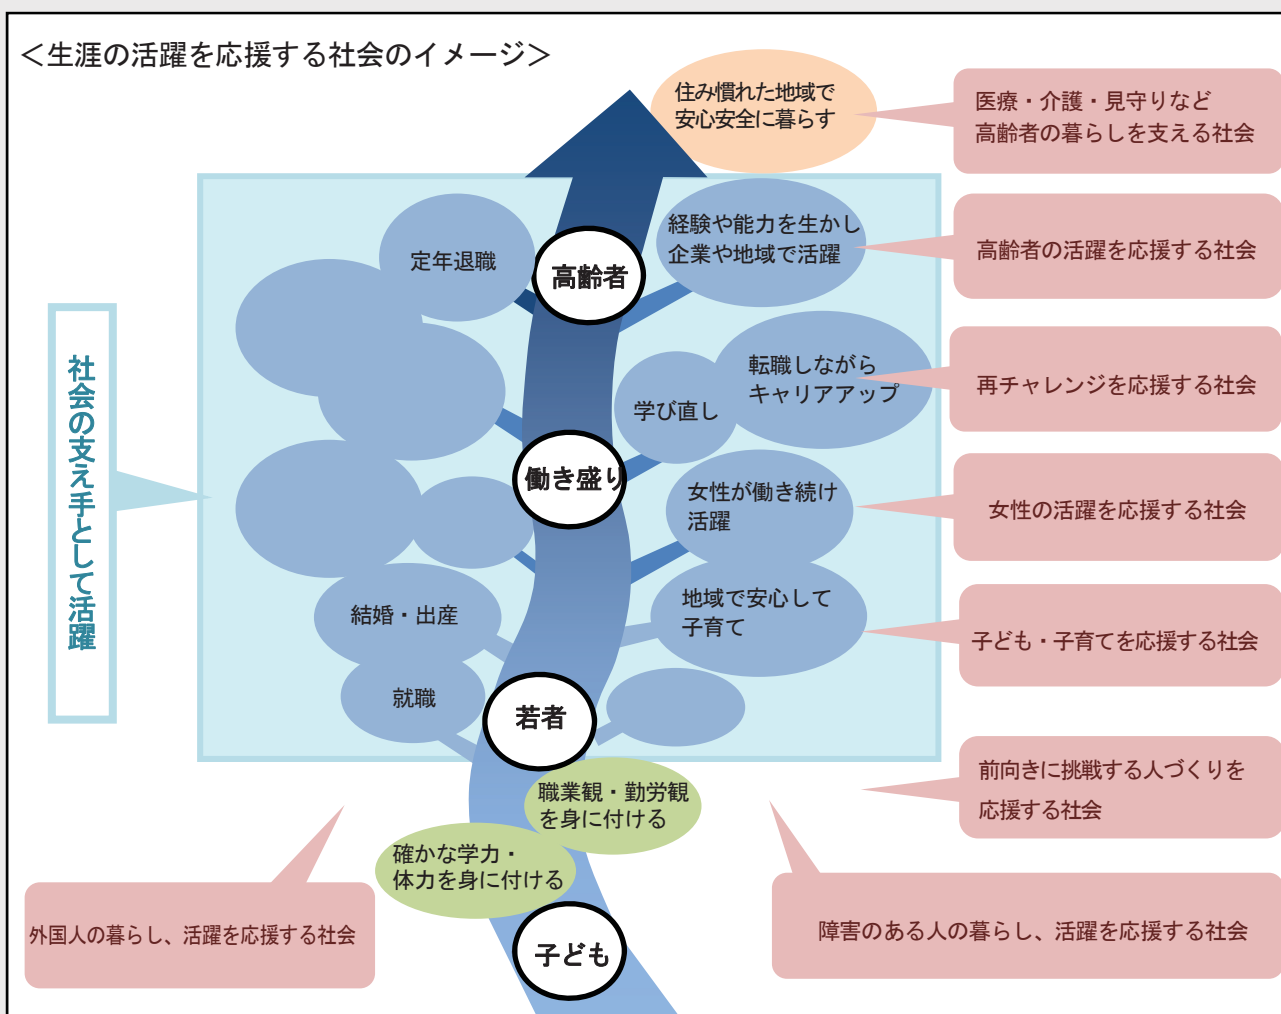 ＜生涯の活躍を応援する社会のイメージ＞
住み慣れた地域で
安心安全に暮らす
医療・介護・見守りなど
高齢者の暮らしを支える社会
定年退職
高齢者
経験や能力を生かし
企業や地域で活躍
高齢者の活躍を応援する社会
社会の支え手として活躍
転職しながら
キャリアアップ
学び直し
再チャレンジを応援する社会
働き盛り
女性が働き続け
活躍
女性の活躍を応援する社会
結婚・出産
地域で安心して
子育て
子ども・子育てを応援する社会
就職
若者
職業観・勤労観
を身に付ける
前向きに挑戦する人づくりを
応援する社会
確かな学力・
体力を身に付ける
子ども
外国人の暮らし、活躍を応援する社会
障害のある人の暮らし、活躍を応援する社会